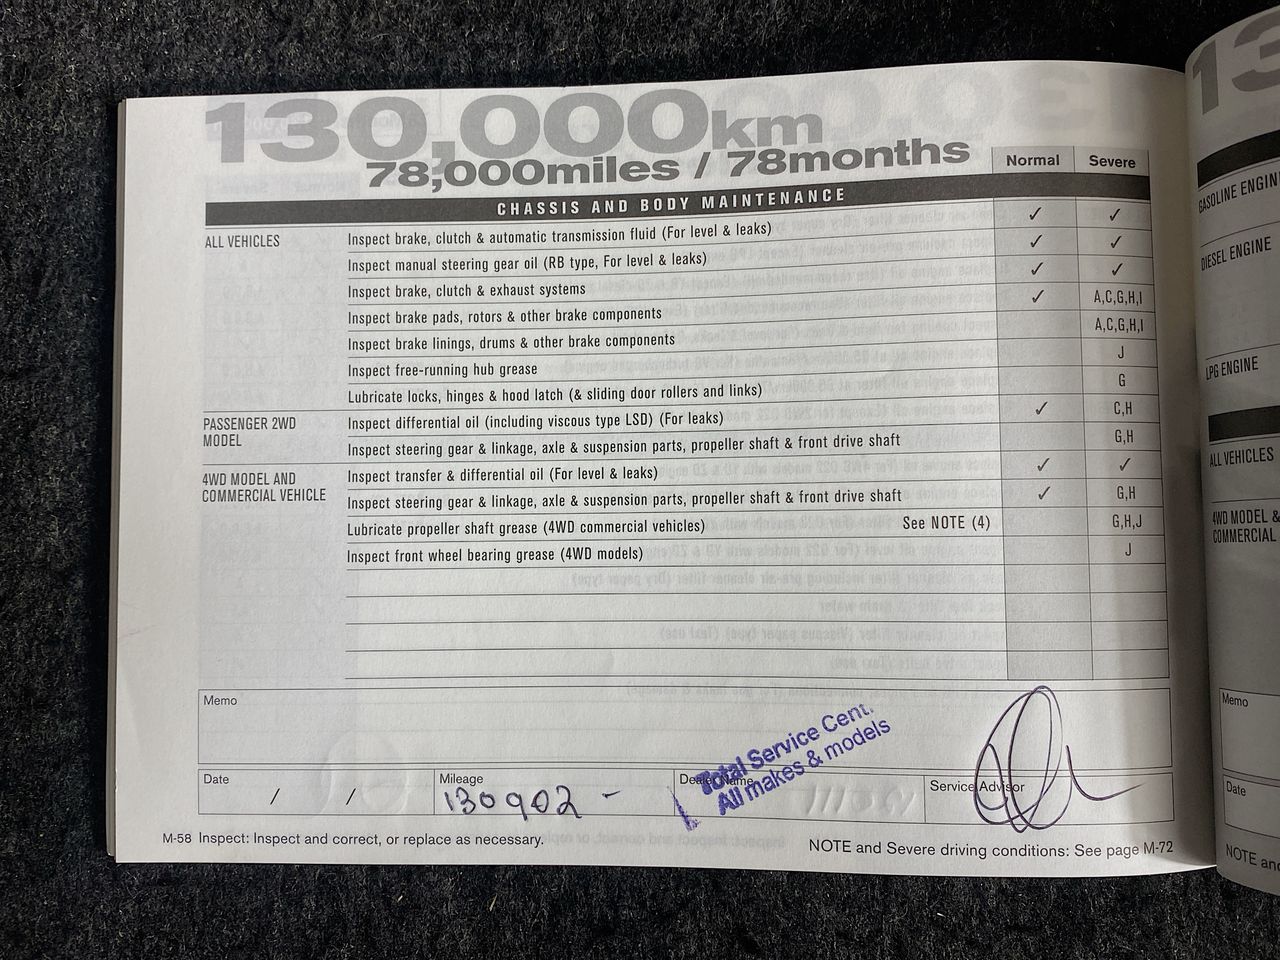 130,000km
78,000miles / 78months
Normal Severe
CHASSIS AND BODY MAINTENANCE
ALL VEHICLES Inspect brake, clutch & automatic transmission fluid (For level & leaks) ✓ ✓
Inspect manual steering gear oil (RB type, For level & leaks) ✓ ✓
Inspect brake, clutch & exhaust systems ✓ ✓
Inspect brake pads, rotors & other brake components ✓ A,C,G,H,I
Inspect brake linings, drums & other brake components A,C,G,H,I
Inspect free-running hub grease J
Lubricate locks, hinges & hood latch (& sliding door rollers and links) G
PASSENGER 2WD Inspect differential oil (including viscous type LSD) (For leaks) ✓ C,H
MODEL Inspect steering gear & linkage, axle & suspension parts, propeller shaft & front drive shaft G,H
4WD MODEL AND Inspect transfer & differential oil (For level & leaks) ✓ ✓
COMMERCIAL VEHICLE Inspect steering gear & linkage, axle & suspension parts, propeller shaft & front drive shaft ✓ G,H
Lubricate propeller shaft grease (4WD commercial vehicles) See NOTE (4) G,H,J
Inspect front wheel bearing grease (4WD models) J
Memo
Total Service Cent.
All makes & models
Date / / Mileage Dealer Name Service Advisor
130902 -
M-58 Inspect: Inspect and correct, or replace as necessary. NOTE and Severe driving conditions: See page M-72
13
GASOLINE ENGIN
DIESEL ENGINE
LPG ENGINE
ALL VEHICLES
4WD MODEL &
COMMERCIAL
Memo
Date
NOTE and